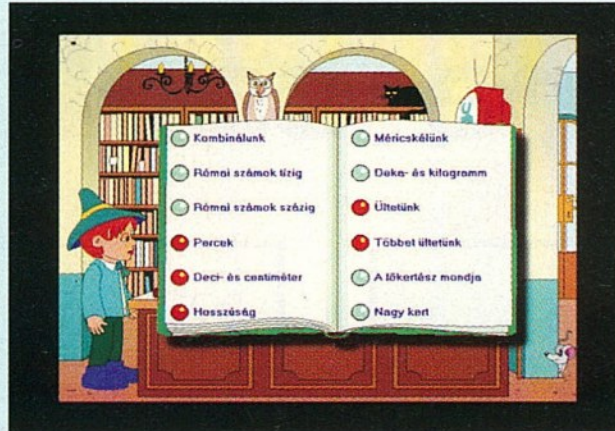 Kombinálunk
Római számok tízig
Római számok százig
Percek
Deci- és centiméter
Hosszúság
Méricskélünk
Deka- és kilogramm
Ültetünk
Többet ültetünk
A főkertész mondja
Nagy kert